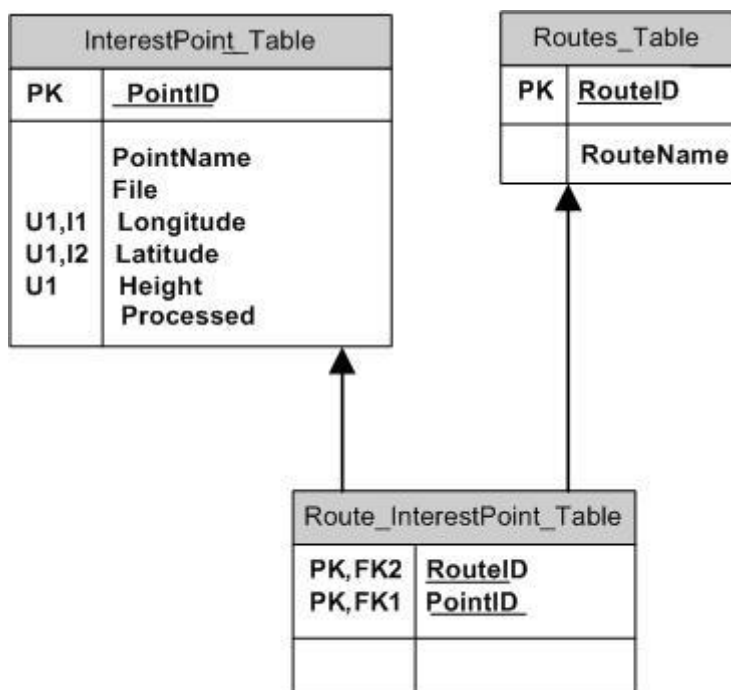 InterestPoint_Table
PK PointID
PointName
File
U1,I1 Longitude
U1,I2 Latitude
U1 Height
Processed
Routes_Table
PK RouteID
RouteName
Route_InterestPoint_Table
PK,FK2 RouteID
PK,FK1 PointID